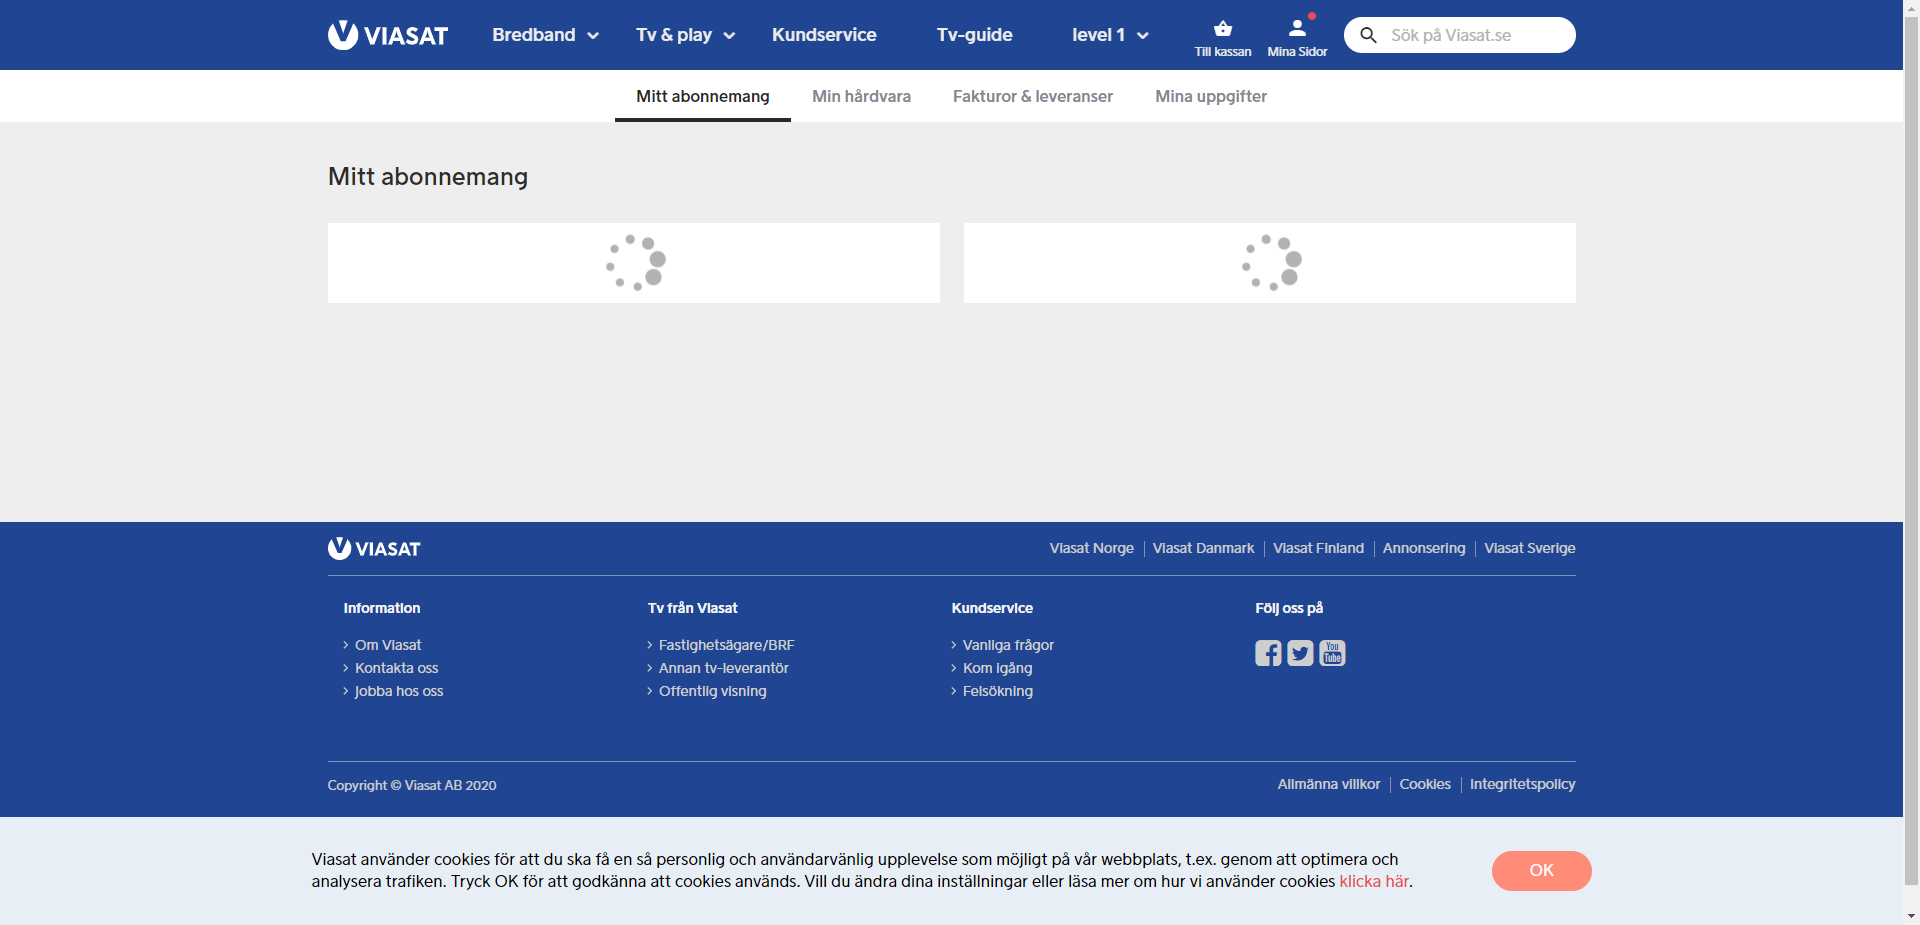 VIASAT
Bredband
Tv & play
Kundservice
Tv-guide
level 1
Till kassan
Mina Sidor
Sök på Viasat.se
Mitt abonnemang
Min hårdvara
Fakturor & leveranser
Mina uppgifter
Mitt abonnemang
VIASAT
Viasat Norge
Viasat Danmark
Viasat Finland
Annonsering
Viasat Sverige
Information
Om Viasat
Kontakta oss
Jobba hos oss
Tv från Viasat
Fastighetsägare/BRF
Annan tv-leverantör
Offentlig visning
Kundservice
Vanliga frågor
Kom igång
Felsökning
Följ oss på
You
Tube
Copyright © Viasat AB 2020
Allmänna villkor
Cookies
Integritetspolicy
Viasat använder cookies för att du ska få en så personlig och användarvänlig upplevelse som möjligt på vår webbplats, t.ex. genom att optimera och
analysera trafiken. Tryck OK för att godkänna att cookies används. Vill du ändra dina inställningar eller läsa mer om hur vi använder cookies klicka här.
OK